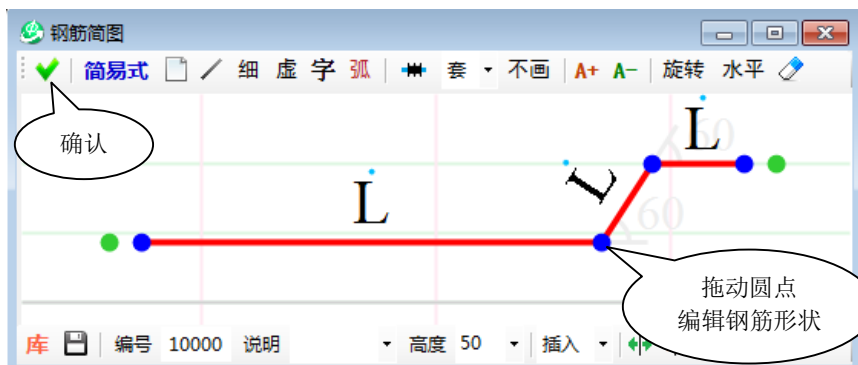 钢筋简图
简易式 细 虚 字 弧 套 不画 A+ A- 旋转 水平
确认
L
L
L
60
60
拖动圆点
编辑钢筋形状
库 编号 10000 说明 高度 50 插入